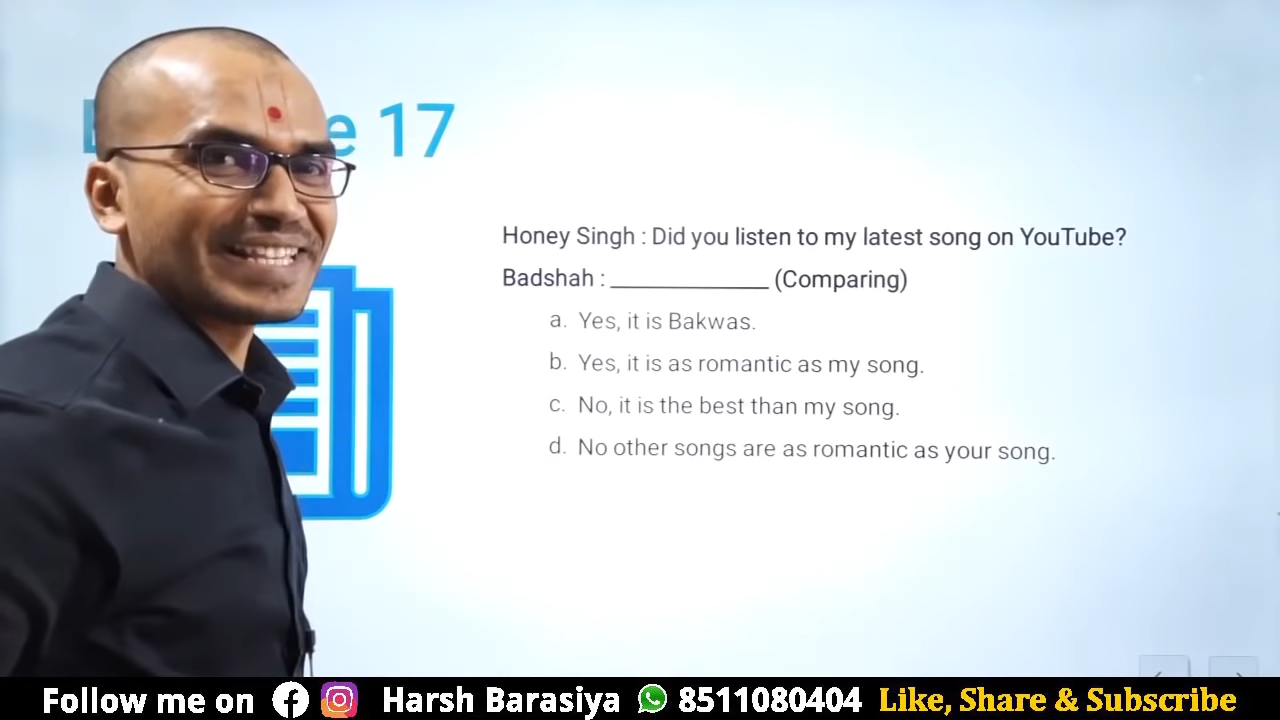 e 17
Honey Singh : Did you listen to my latest song on YouTube?
Badshah : ______________ (Comparing)
a. Yes, it is Bakwas.
b. Yes, it is as romantic as my song.
c. No, it is the best than my song.
d. No other songs are as romantic as your song.
Follow me on Harsh Barasiya 8511080404 Like, Share & Subscribe